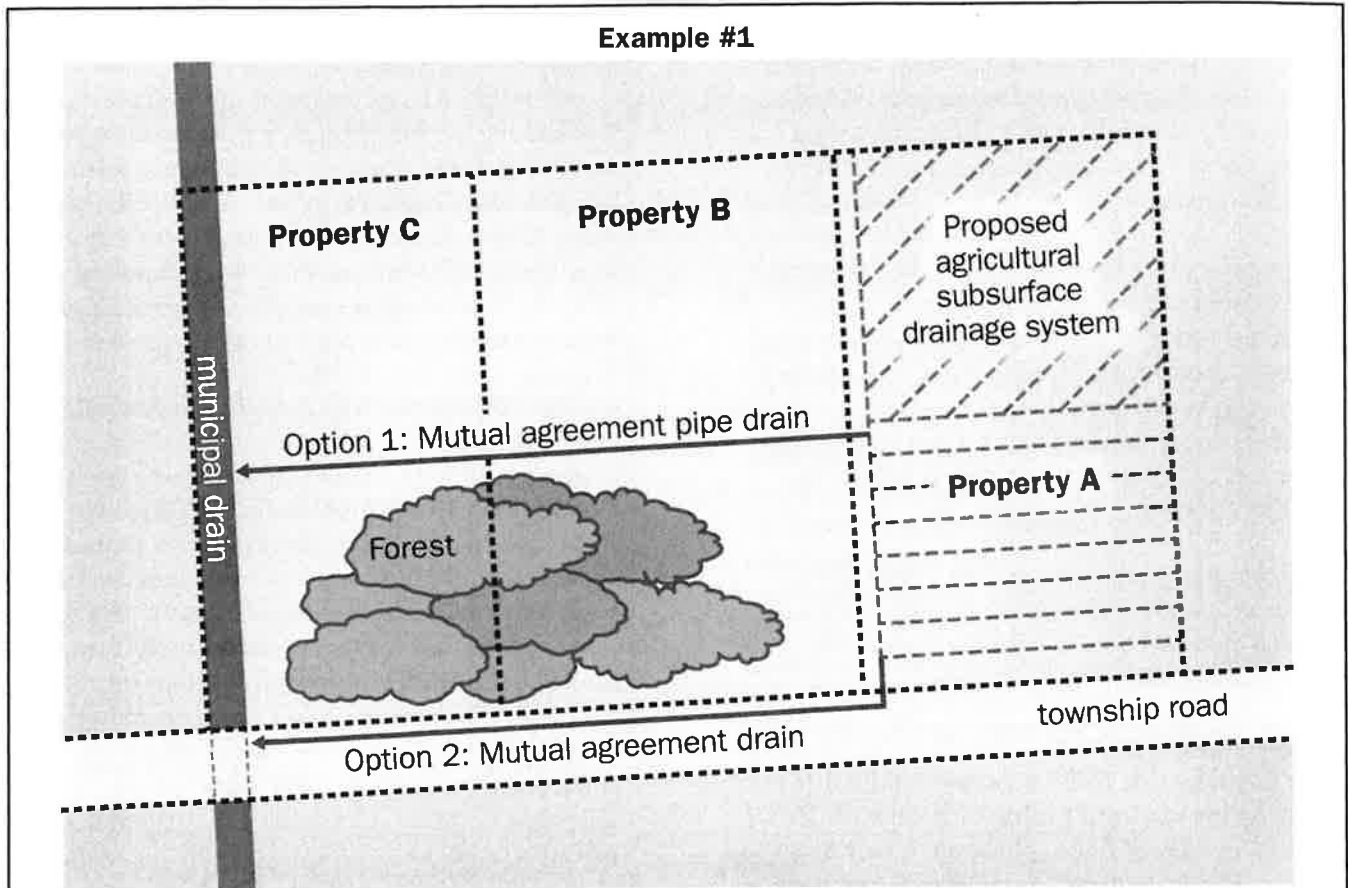 Example #1
Property C
Property B
Proposed
agricultural
subsurface
drainage system
municipal drain
Option 1: Mutual agreement pipe drain
Property A
Forest
township road
Option 2: Mutual agreement drain